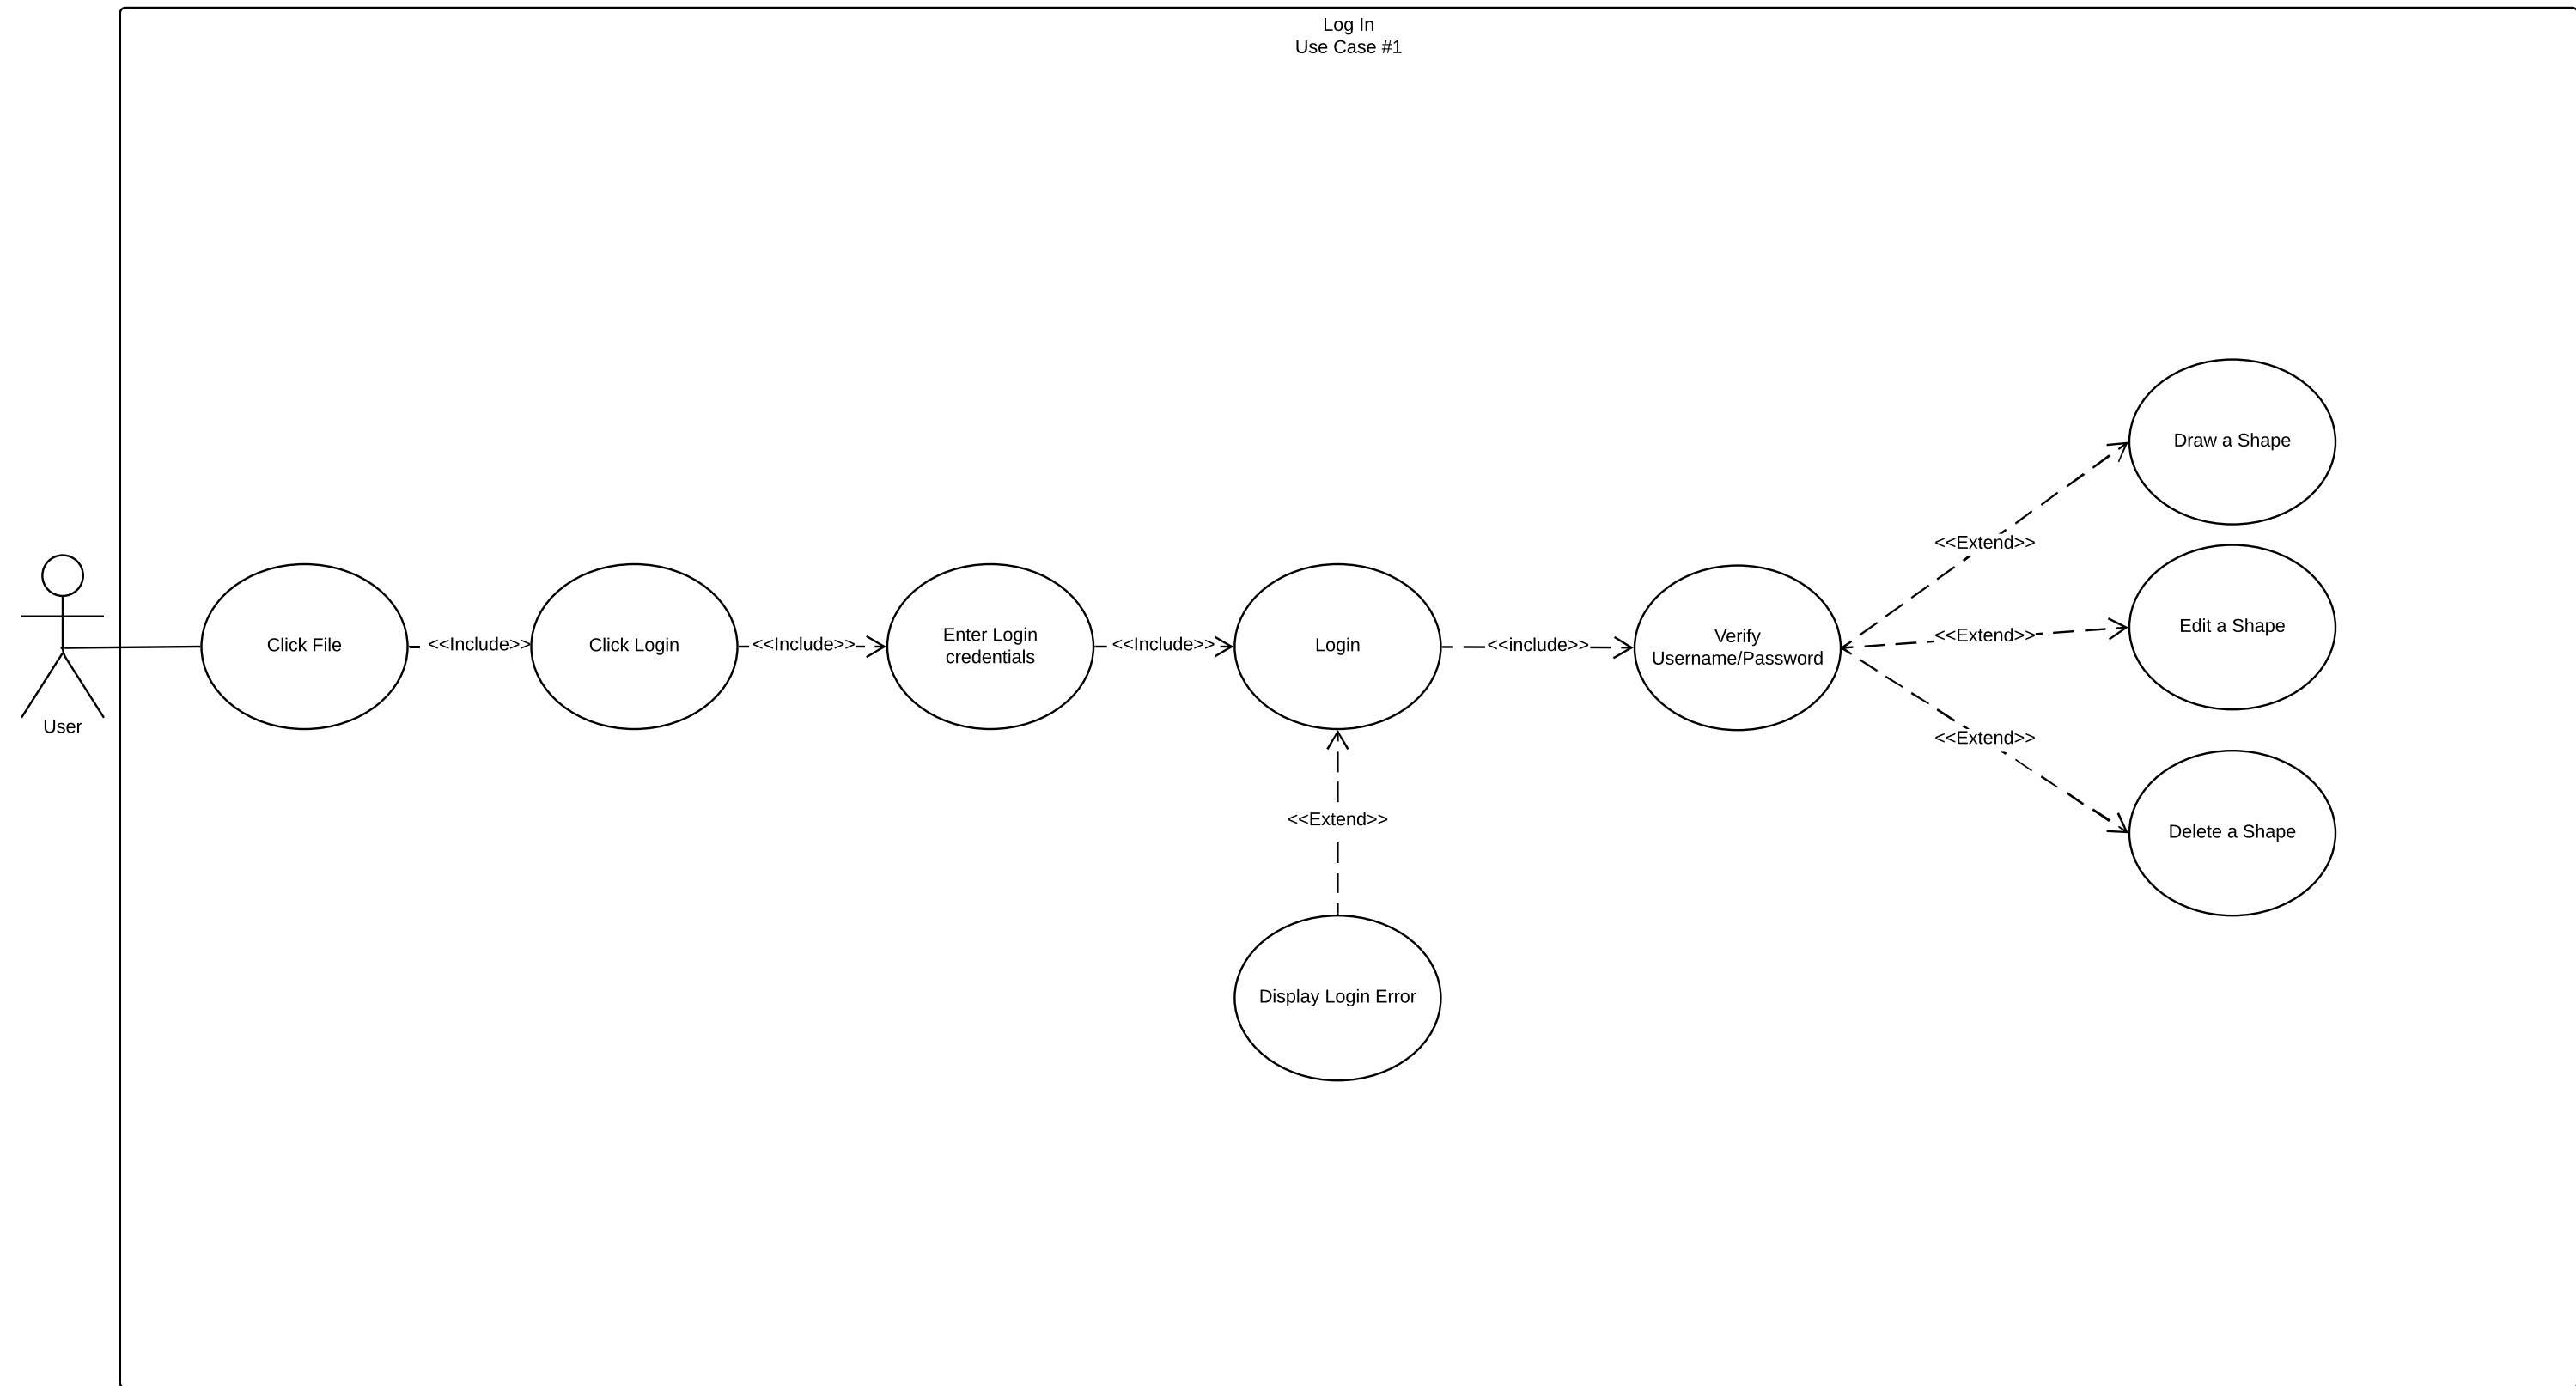 Log In
Use Case #1
Draw a Shape
<<Extend>>
Edit a Shape
User
Click File
<<Include>>
Click Login
<<Include>>
Enter Login
credentials
<<Include>>
Login
<<include>>
Verify
Username/Password
<<Extend>>
<<Extend>>
Delete a Shape
<<Extend>>
Display Login Error